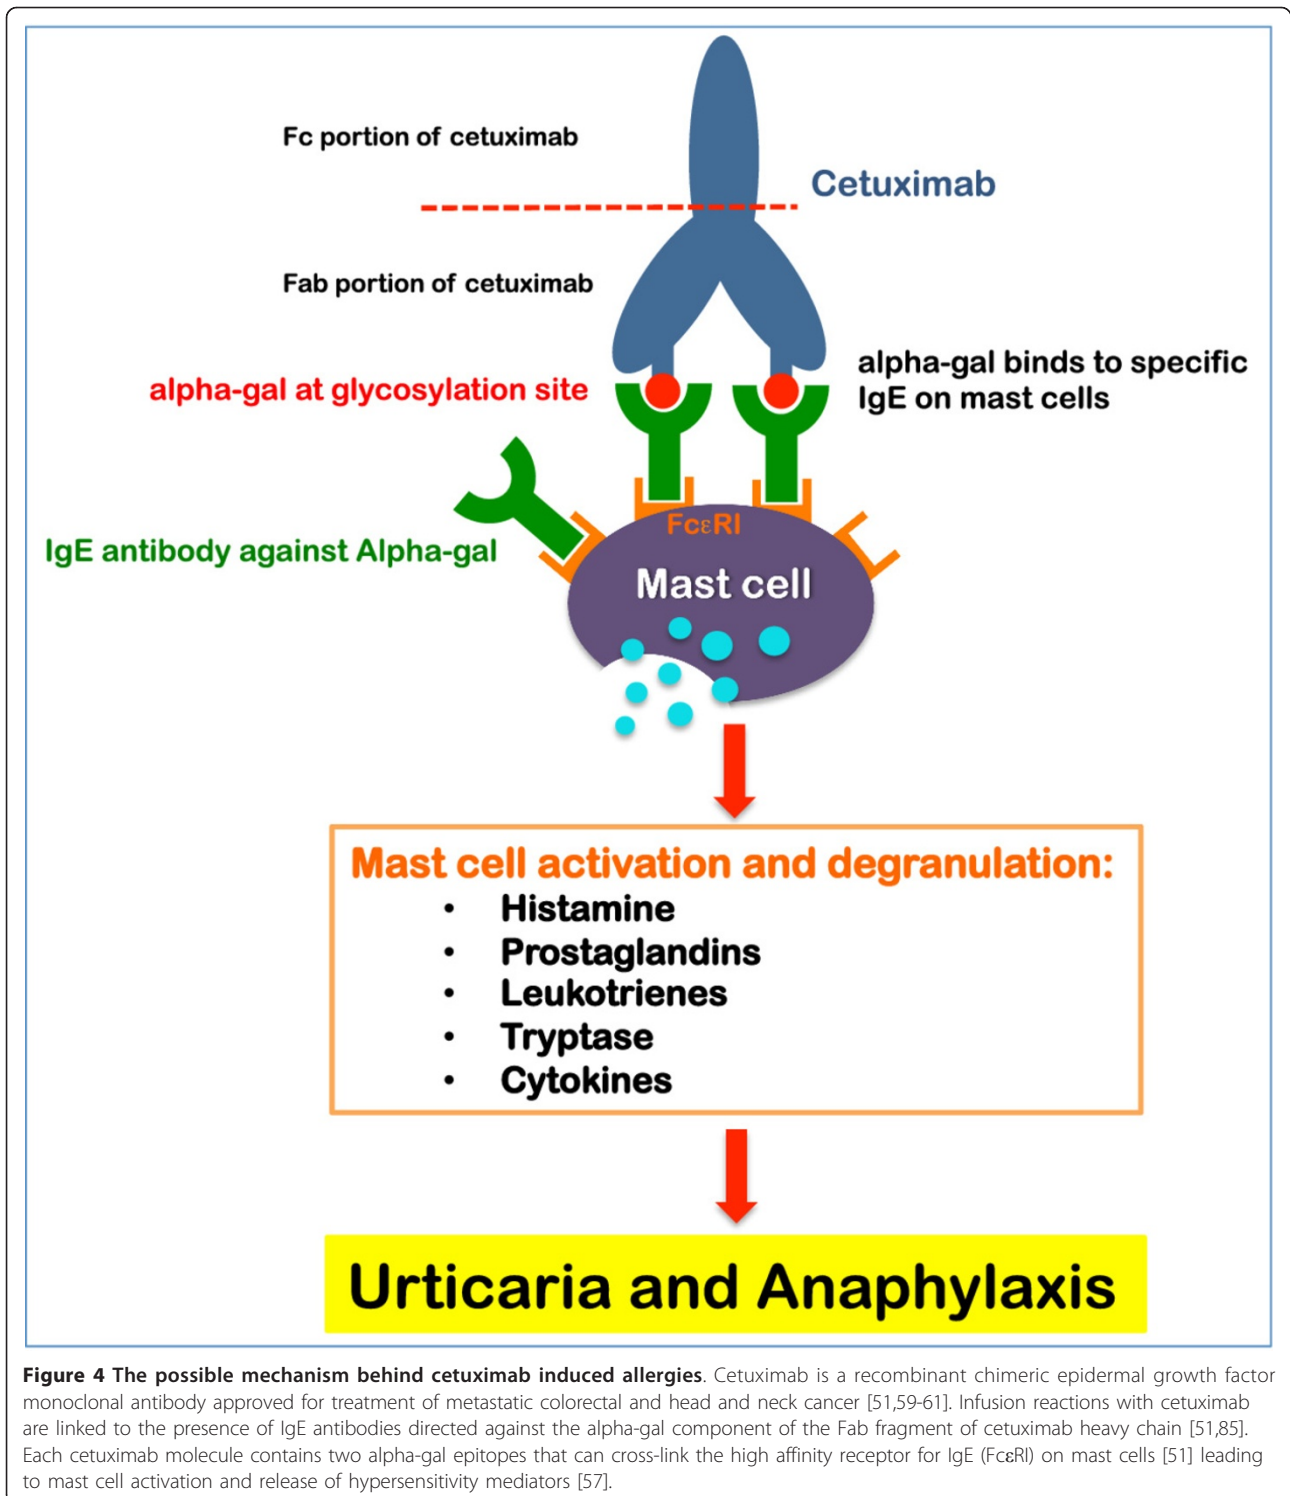 Fc portion of cetuximab
Cetuximab
Fab portion of cetuximab
alpha-gal binds to specific
IgE on mast cells
alpha-gal at glycosylation site
FcεRI
IgE antibody against Alpha-gal
Mast cell
Mast cell activation and degranulation:
• Histamine
• Prostaglandins
• Leukotrienes
• Tryptase
• Cytokines
Urticaria and Anaphylaxis
Figure 4 The possible mechanism behind cetuximab induced allergies. Cetuximab is a recombinant chimeric epidermal growth factor
monoclonal antibody approved for treatment of metastatic colorectal and head and neck cancer [51,59-61]. Infusion reactions with cetuximab
are linked to the presence of IgE antibodies directed against the alpha-gal component of the Fab fragment of cetuximab heavy chain [51,85].
Each cetuximab molecule contains two alpha-gal epitopes that can cross-link the high affinity receptor for IgE (FcεRI) on mast cells [51] leading
to mast cell activation and release of hypersensitivity mediators [57].